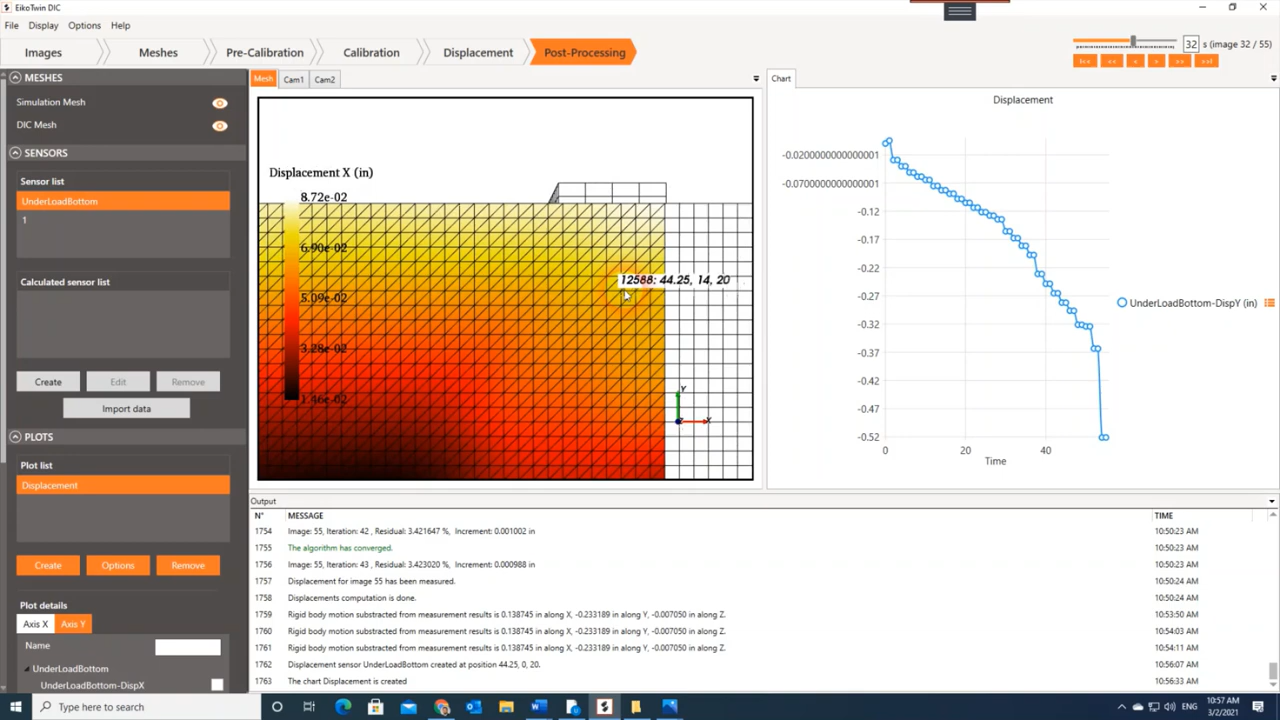 EikoTwin DIC
File Display Options Help
Images Meshes Pre-Calibration Calibration Displacement Post-Processing
32 s (image 32 / 55)
|<< << < > >> >>|
MESHES
Simulation Mesh
DIC Mesh
SENSORS
Sensor list
UnderLoadBottom
1
Calculated sensor list
Create Edit Remove
Import data
PLOTS
Plot list
Displacement
Create Options Remove
Plot details
Axis X Axis Y
Name
UnderLoadBottom
UnderLoadBottom-DispX
Mesh Cam1 Cam2
Displacement X (in)
8.72e-02
6.90e-02
5.09e-02
3.28e-02
1.46e-02
12588: 44.25, 14, 20
Y
X
Chart
Displacement
-0.0200000000000001
-0.0700000000000001
-0.12
-0.17
-0.22
-0.27
-0.32
-0.37
-0.42
-0.47
-0.52
0 20 40
Time
UnderLoadBottom-DispY (in)
Output
N° MESSAGE TIME
1754 Image: 55, Iteration: 42 , Residual: 3.421647 %, Increment: 0.001002 in 10:50:23 AM
1755 The algorithm has converged. 10:50:23 AM
1756 Image: 55, Iteration: 43 , Residual: 3.423020 %, Increment: 0.000988 in 10:50:23 AM
1757 Displacement for image 55 has been measured. 10:50:24 AM
1758 Displacements computation is done. 10:50:24 AM
1759 Rigid body motion substracted from measurement results is 0.138745 in along X, -0.233189 in along Y, -0.007050 in along Z. 10:53:50 AM
1760 Rigid body motion substracted from measurement results is 0.138745 in along X, -0.233189 in along Y, -0.007050 in along Z. 10:54:03 AM
1761 Rigid body motion substracted from measurement results is 0.138745 in along X, -0.233189 in along Y, -0.007050 in along Z. 10:54:11 AM
1762 Displacement sensor UnderLoadBottom created at position 44.25, 0, 20. 10:56:07 AM
1763 The chart Displacement is created 10:56:33 AM
Type here to search
ENG
10:57 AM
3/2/2021